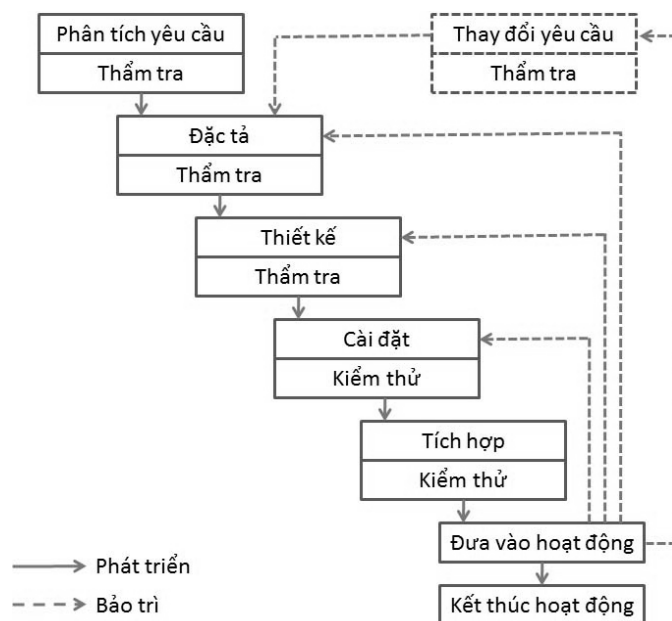 Phân tích yêu cầu
Thẩm tra
Thay đổi yêu cầu
Thẩm tra
Đặc tả
Thẩm tra
Thiết kế
Thẩm tra
Cài đặt
Kiểm thử
Tích hợp
Kiểm thử
Đưa vào hoạt động
Kết thúc hoạt động
Phát triển
Bảo trì